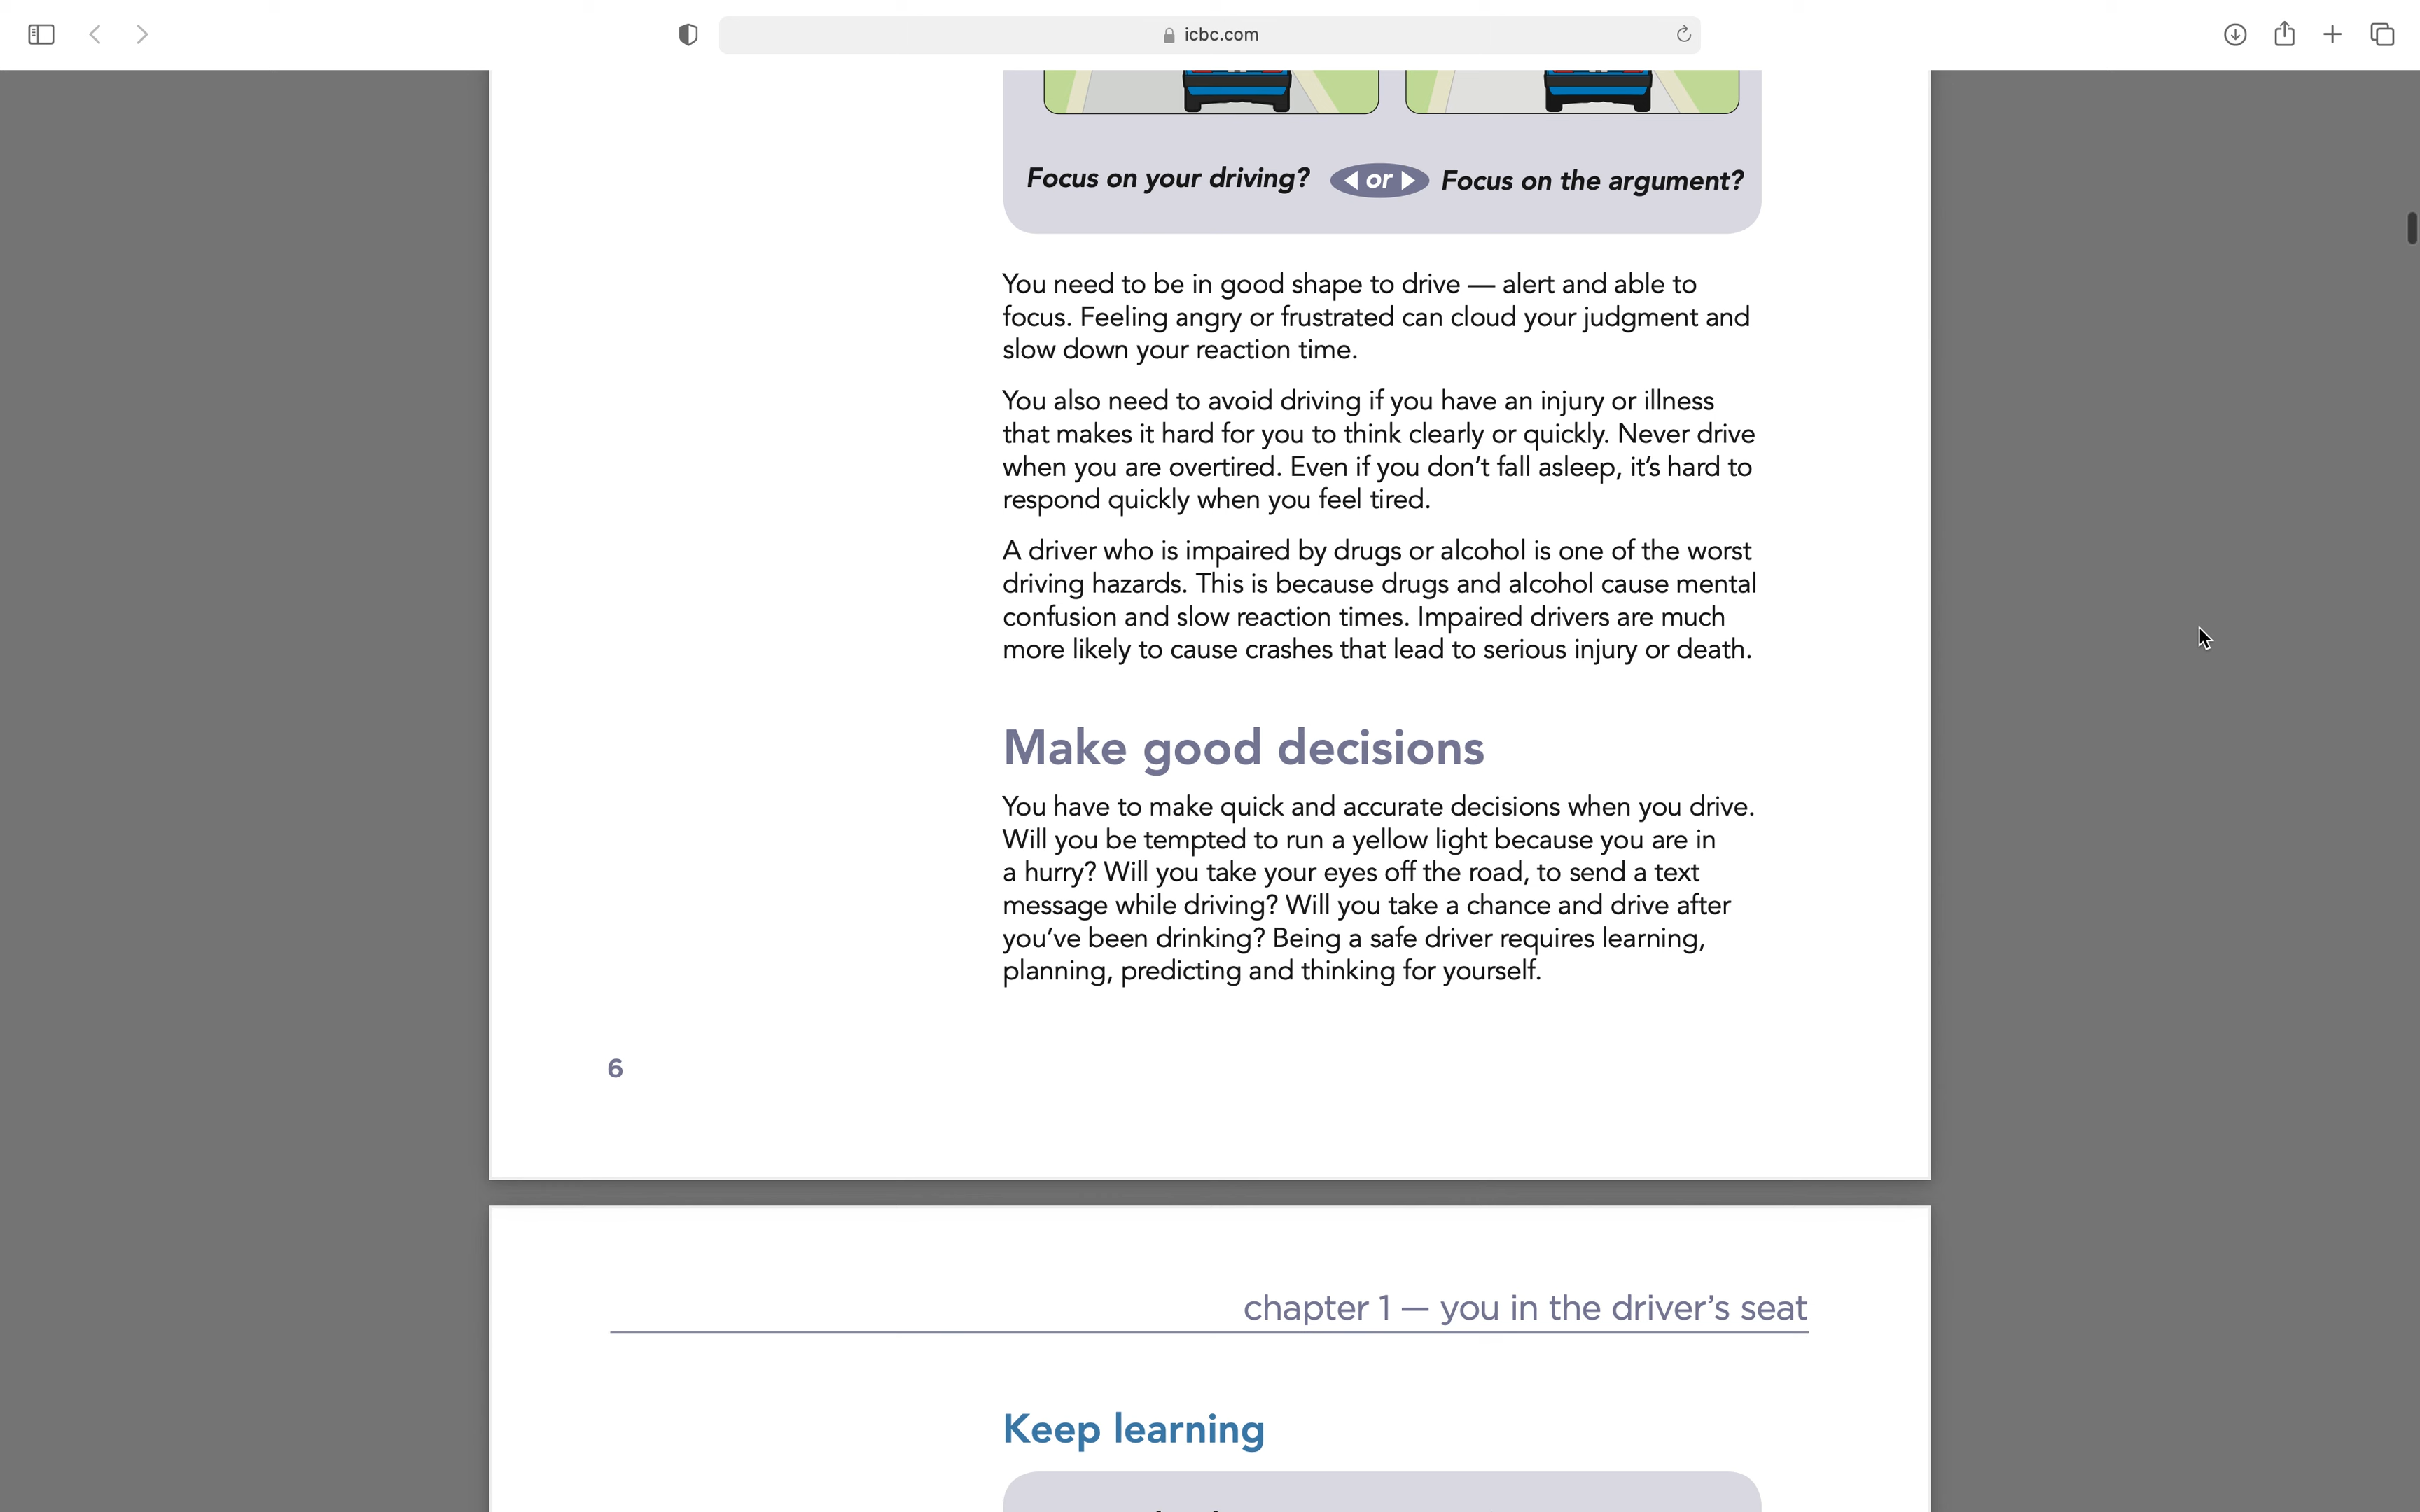 icbc.com
Focus on your driving? or Focus on the argument?
You need to be in good shape to drive — alert and able to
focus. Feeling angry or frustrated can cloud your judgment and
slow down your reaction time.
You also need to avoid driving if you have an injury or illness
that makes it hard for you to think clearly or quickly. Never drive
when you are overtired. Even if you don’t fall asleep, it’s hard to
respond quickly when you feel tired.
A driver who is impaired by drugs or alcohol is one of the worst
driving hazards. This is because drugs and alcohol cause mental
confusion and slow reaction times. Impaired drivers are much
more likely to cause crashes that lead to serious injury or death.
Make good decisions
You have to make quick and accurate decisions when you drive.
Will you be tempted to run a yellow light because you are in
a hurry? Will you take your eyes off the road, to send a text
message while driving? Will you take a chance and drive after
you’ve been drinking? Being a safe driver requires learning,
planning, predicting and thinking for yourself.
6
chapter 1 — you in the driver’s seat
Keep learning